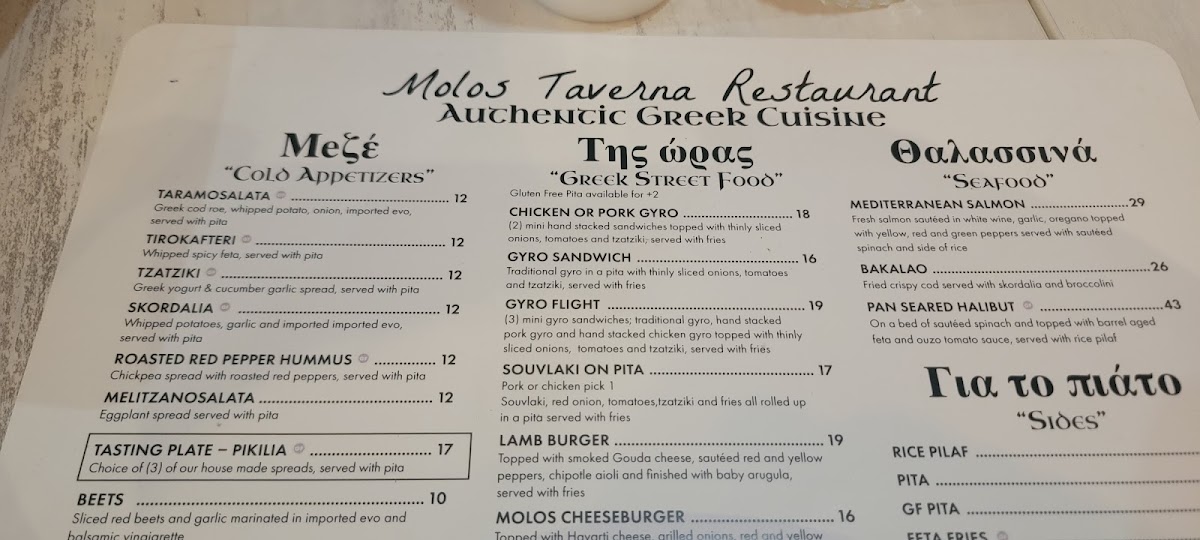 Molos Taverna Restaurant
Authentic Greek Cuisine
Μεζέ
"Cold Appetizers"
TARAMOSALATA 12
Greek cod roe, whipped potato, onion, imported evo,
served with pita
TIROKAFTERI 12
Whipped spicy feta, served with pita
TZATZIKI 12
Greek yogurt & cucumber garlic spread, served with pita
SKORDALIA 12
Whipped potatoes, garlic and imported imported evo,
served with pita
ROASTED RED PEPPER HUMMUS 12
Chickpea spread with roasted red peppers, served with pita
MELITZANOSALATA 12
Eggplant spread served with pita
TASTING PLATE – PIKILIA 17
Choice of (3) of our house made spreads, served with pita
BEETS 10
Sliced red beets and garlic marinated in imported evo and
balsamic vinaigrette
Της ώρας
"Greek Street Food"
Gluten Free Pita available for +2
CHICKEN OR PORK GYRO 18
(2) mini hand stacked sandwiches topped with thinly sliced
onions, tomatoes and tzatziki; served with fries
GYRO SANDWICH 16
Traditional gyro in a pita with thinly sliced onions, tomatoes
and tzatziki, served with fries
GYRO FLIGHT 19
(3) mini gyro sandwiches; traditional gyro, hand stacked
pork gyro and hand stacked chicken gyro topped with thinly
sliced onions, tomatoes and tzatziki, served with fries
SOUVLAKI ON PITA 17
Pork or chicken pick 1
Souvlaki, red onion, tomatoes,tzatziki and fries all rolled up
in a pita served with fries
LAMB BURGER 19
Topped with smoked Gouda cheese, sautéed red and yellow
peppers, chipotle aioli and finished with baby arugula,
served with fries
MOLOS CHEESEBURGER 16
Topped with Havarti cheese, grilled onions, red and yellow
Θαλασσινά
"Seafood"
MEDITERRANEAN SALMON 29
Fresh salmon sautéed in white wine, garlic, oregano topped
with yellow, red and green peppers served with sautéed
spinach and side of rice
BAKALAO 26
Fried crispy cod served with skordalia and broccolini
PAN SEARED HALIBUT 43
On a bed of sautéed spinach and topped with barrel aged
feta and ouzo tomato sauce, served with rice pilaf
Για το πιάτο
"Sides"
RICE PILAF
PITA
GF PITA
FETA FRIES